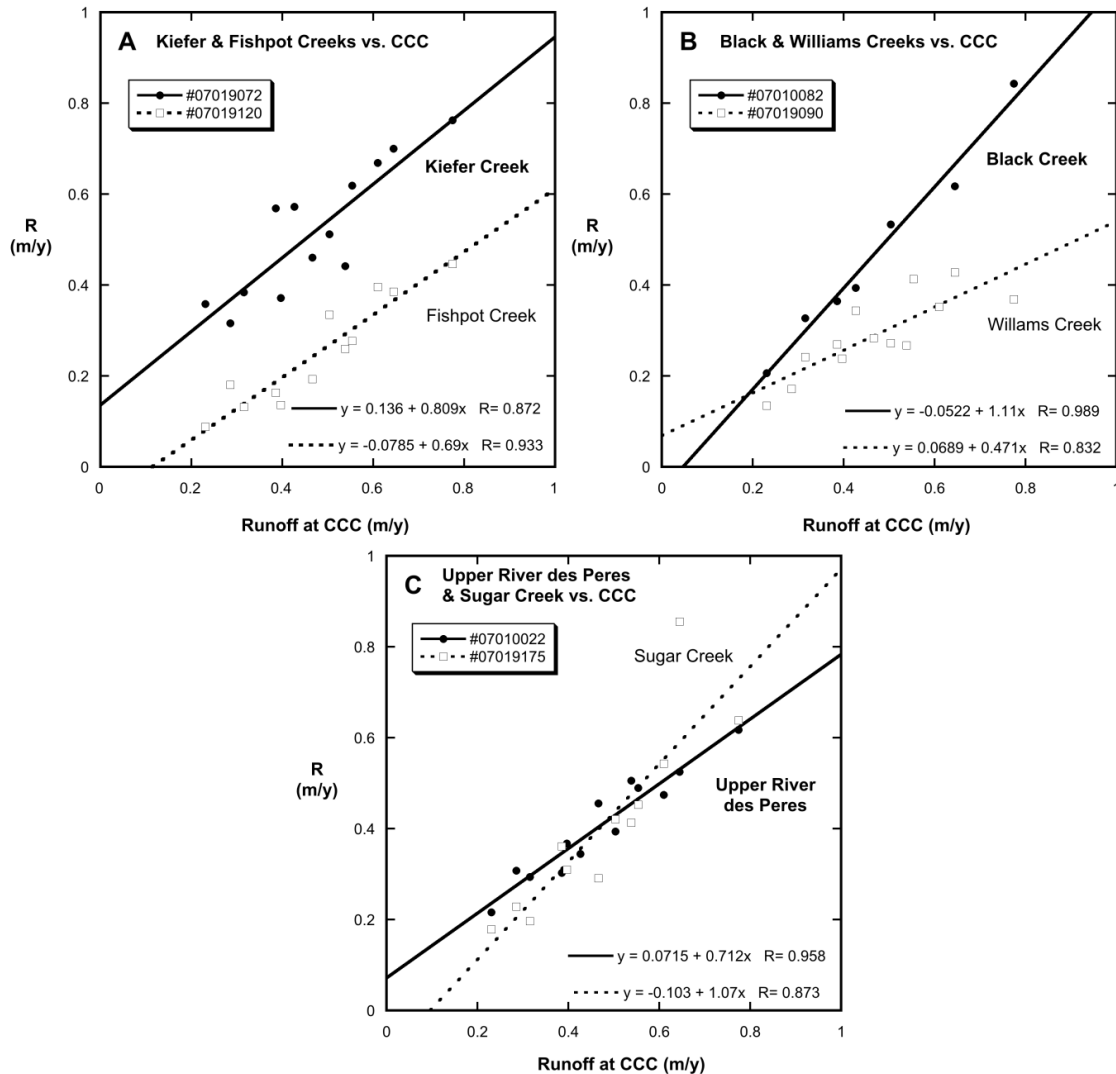 A Kiefer & Fishpot Creeks vs. CCC
#07019072
#07019120
Kiefer Creek
Fishpot Creek
y = 0.136 + 0.809x R= 0.872
y = -0.0785 + 0.69x R= 0.933
R
(m/y)
1
0.8
0.6
0.4
0.2
0
0 0.2 0.4 0.6 0.8
Runoff at CCC (m/y)
B Black & Williams Creeks vs. CCC
#07010082
#07019090
Black Creek
Willams Creek
y = -0.0522 + 1.11x R= 0.989
y = 0.0689 + 0.471x R= 0.832
R
(m/y)
1
0.8
0.6
0.4
0.2
0
0 0.2 0.4 0.6 0.8 1
Runoff at CCC (m/y)
C Upper River des Peres
& Sugar Creek vs. CCC
#07010022
#07019175
Sugar Creek
Upper River
des Peres
y = 0.0715 + 0.712x R= 0.958
y = -0.103 + 1.07x R= 0.873
R
(m/y)
1
0.8
0.6
0.4
0.2
0
0 0.2 0.4 0.6 0.8 1
Runoff at CCC (m/y)